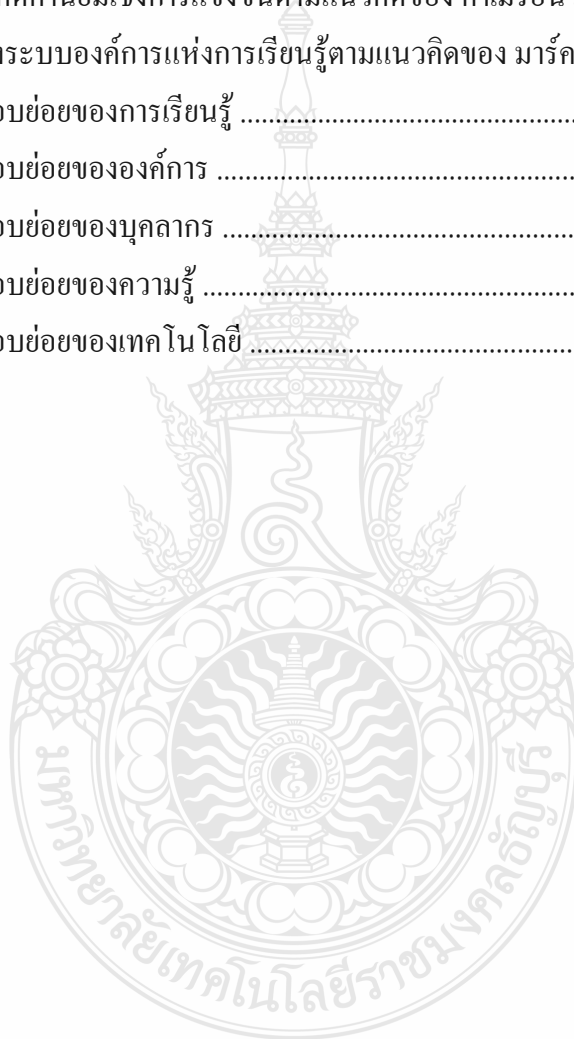 ระบบองค์การแห่งการเรียนรู้ตามแนวคิดของ มาร์ค
อบย่อยของการเรียนรู้ ........................................................
อบย่อยขององค์การ ........................................................
อบย่อยของบุคลากร ........................................................
อบย่อยของความรู้ ........................................................
อบย่อยของเทคโนโลยี ........................................................
มหาวิทยาลัยเทคโนโลยีราชมงคลธัญบุรี